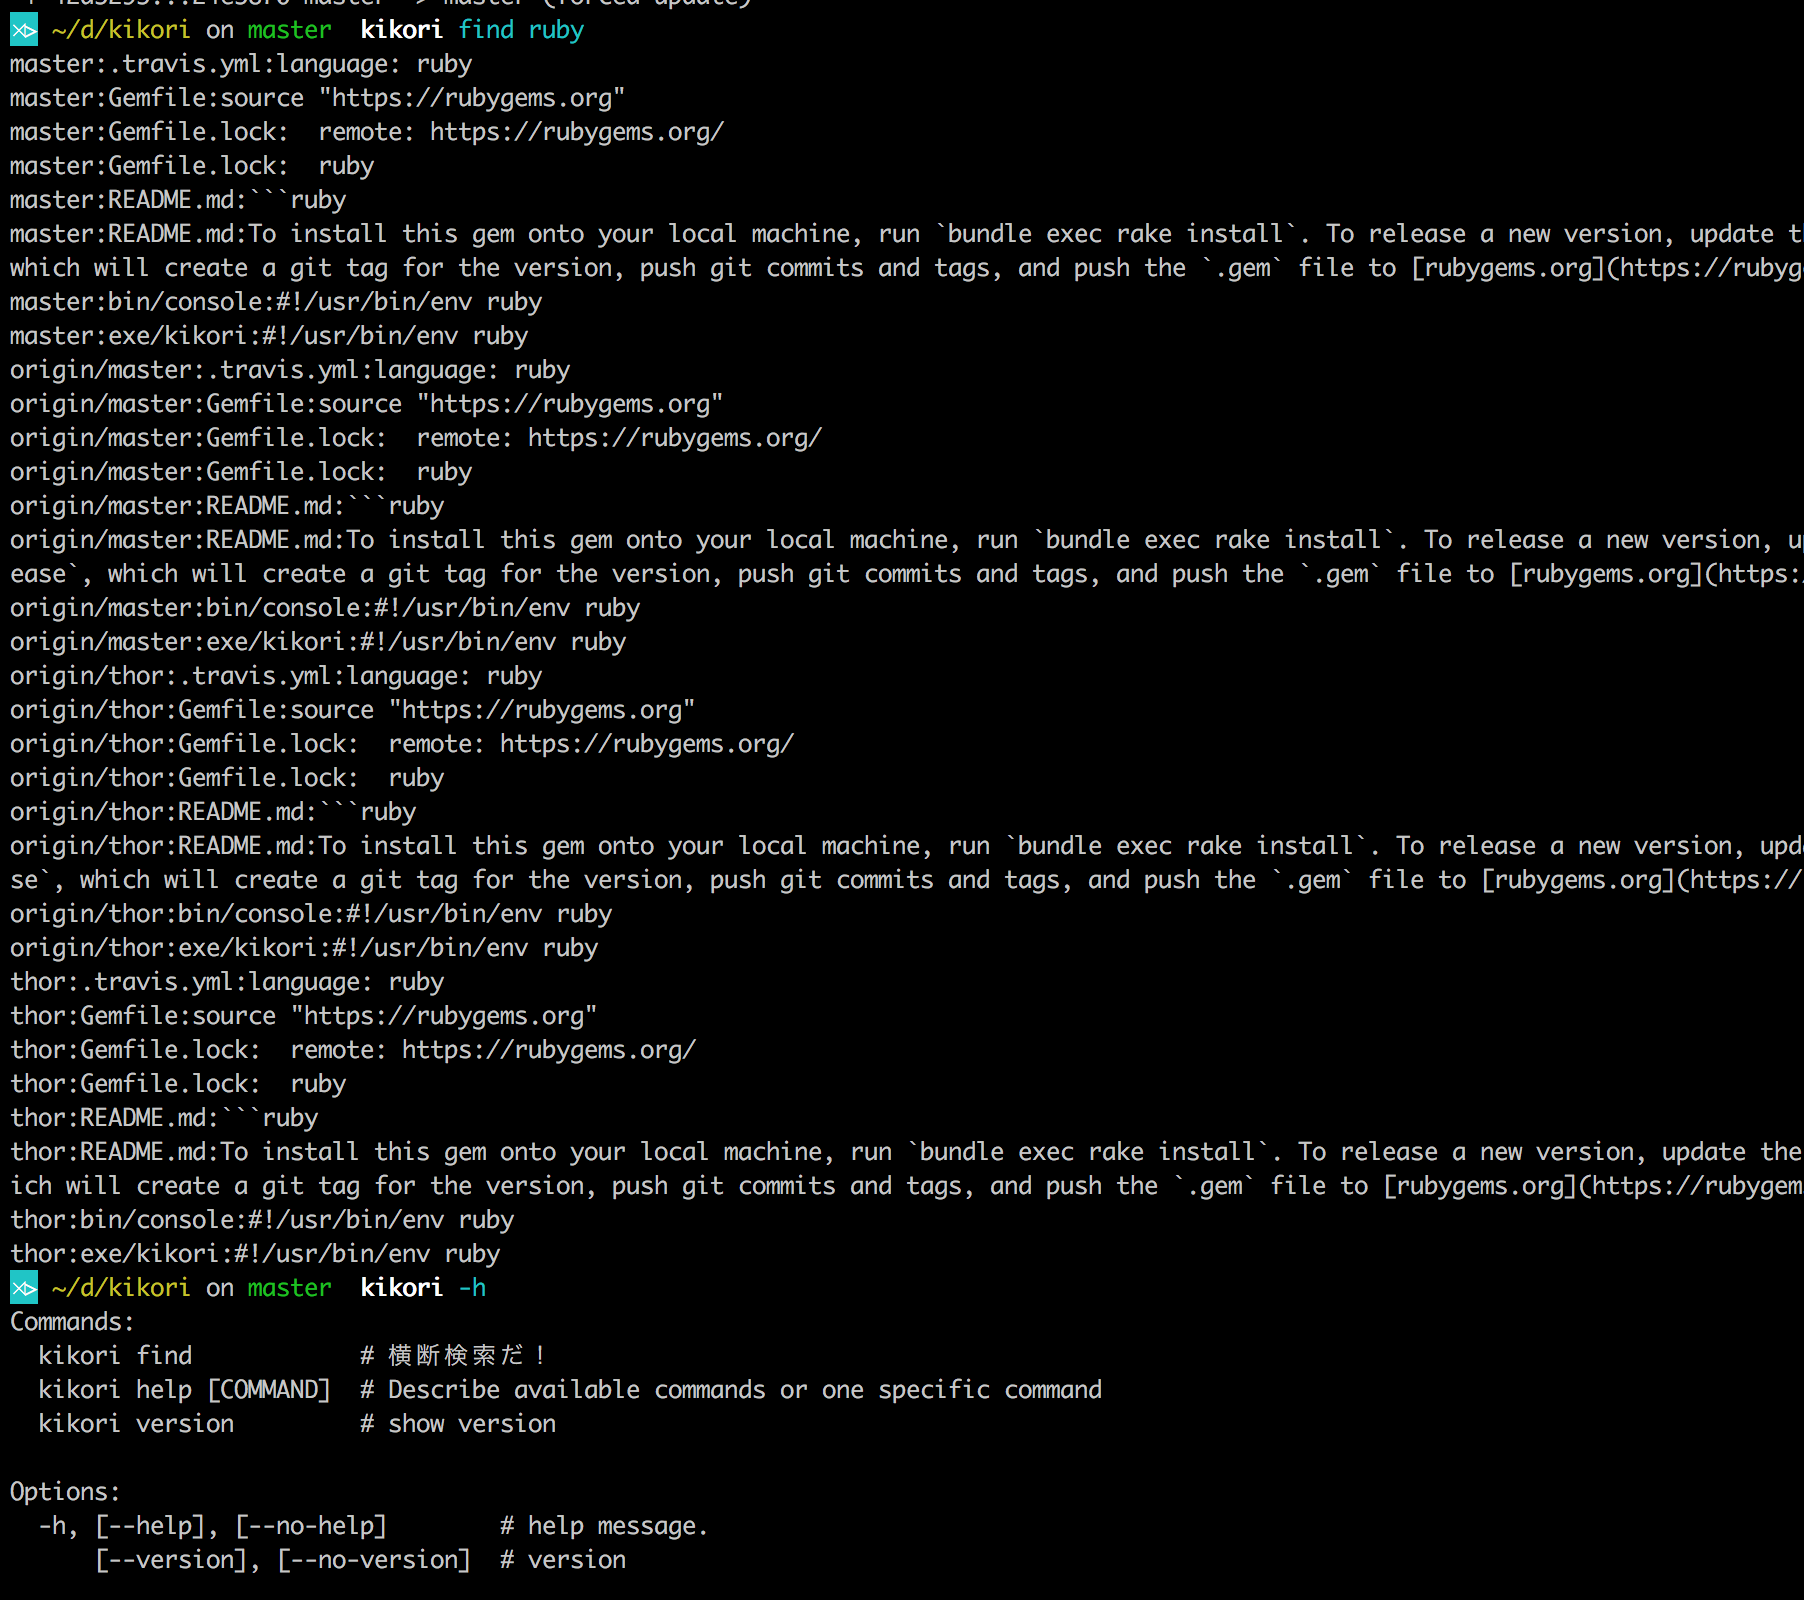 ~/d/kikori on master  kikori find ruby
master:.travis.yml:language: ruby
master:Gemfile:source "https://rubygems.org"
master:Gemfile.lock:  remote: https://rubygems.org/
master:Gemfile.lock:  ruby
master:README.md:```ruby
master:README.md:To install this gem onto your local machine, run `bundle exec rake install`. To release a new version, update
which will create a git tag for the version, push git commits and tags, and push the `.gem` file to [rubygems.org](https://rubyg
master:bin/console:#!/usr/bin/env ruby
master:exe/kikori:#!/usr/bin/env ruby
origin/master:.travis.yml:language: ruby
origin/master:Gemfile:source "https://rubygems.org"
origin/master:Gemfile.lock:  remote: https://rubygems.org/
origin/master:Gemfile.lock:  ruby
origin/master:README.md:```ruby
origin/master:README.md:To install this gem onto your local machine, run `bundle exec rake install`. To release a new version,
ease`, which will create a git tag for the version, push git commits and tags, and push the `.gem` file to [rubygems.org](https:
origin/master:bin/console:#!/usr/bin/env ruby
origin/master:exe/kikori:#!/usr/bin/env ruby
origin/thor:.travis.yml:language: ruby
origin/thor:Gemfile:source "https://rubygems.org"
origin/thor:Gemfile.lock:  remote: https://rubygems.org/
origin/thor:Gemfile.lock:  ruby
origin/thor:README.md:```ruby
origin/thor:README.md:To install this gem onto your local machine, run `bundle exec rake install`. To release a new version, upd
se`, which will create a git tag for the version, push git commits and tags, and push the `.gem` file to [rubygems.org](https://
origin/thor:bin/console:#!/usr/bin/env ruby
origin/thor:exe/kikori:#!/usr/bin/env ruby
thor:.travis.yml:language: ruby
thor:Gemfile:source "https://rubygems.org"
thor:Gemfile.lock:  remote: https://rubygems.org/
thor:Gemfile.lock:  ruby
thor:README.md:```ruby
thor:README.md:To install this gem onto your local machine, run `bundle exec rake install`. To release a new version, update the
ich will create a git tag for the version, push git commits and tags, and push the `.gem` file to [rubygems.org](https://rubygem
thor:bin/console:#!/usr/bin/env ruby
thor:exe/kikori:#!/usr/bin/env ruby
~/d/kikori on master  kikori -h
Commands:
  kikori find            # 横断検索だ！
  kikori help [COMMAND]  # Describe available commands or one specific command
  kikori version         # show version
Options:
  -h, [--help], [--no-help]        # help message.
      [--version], [--no-version]  # version